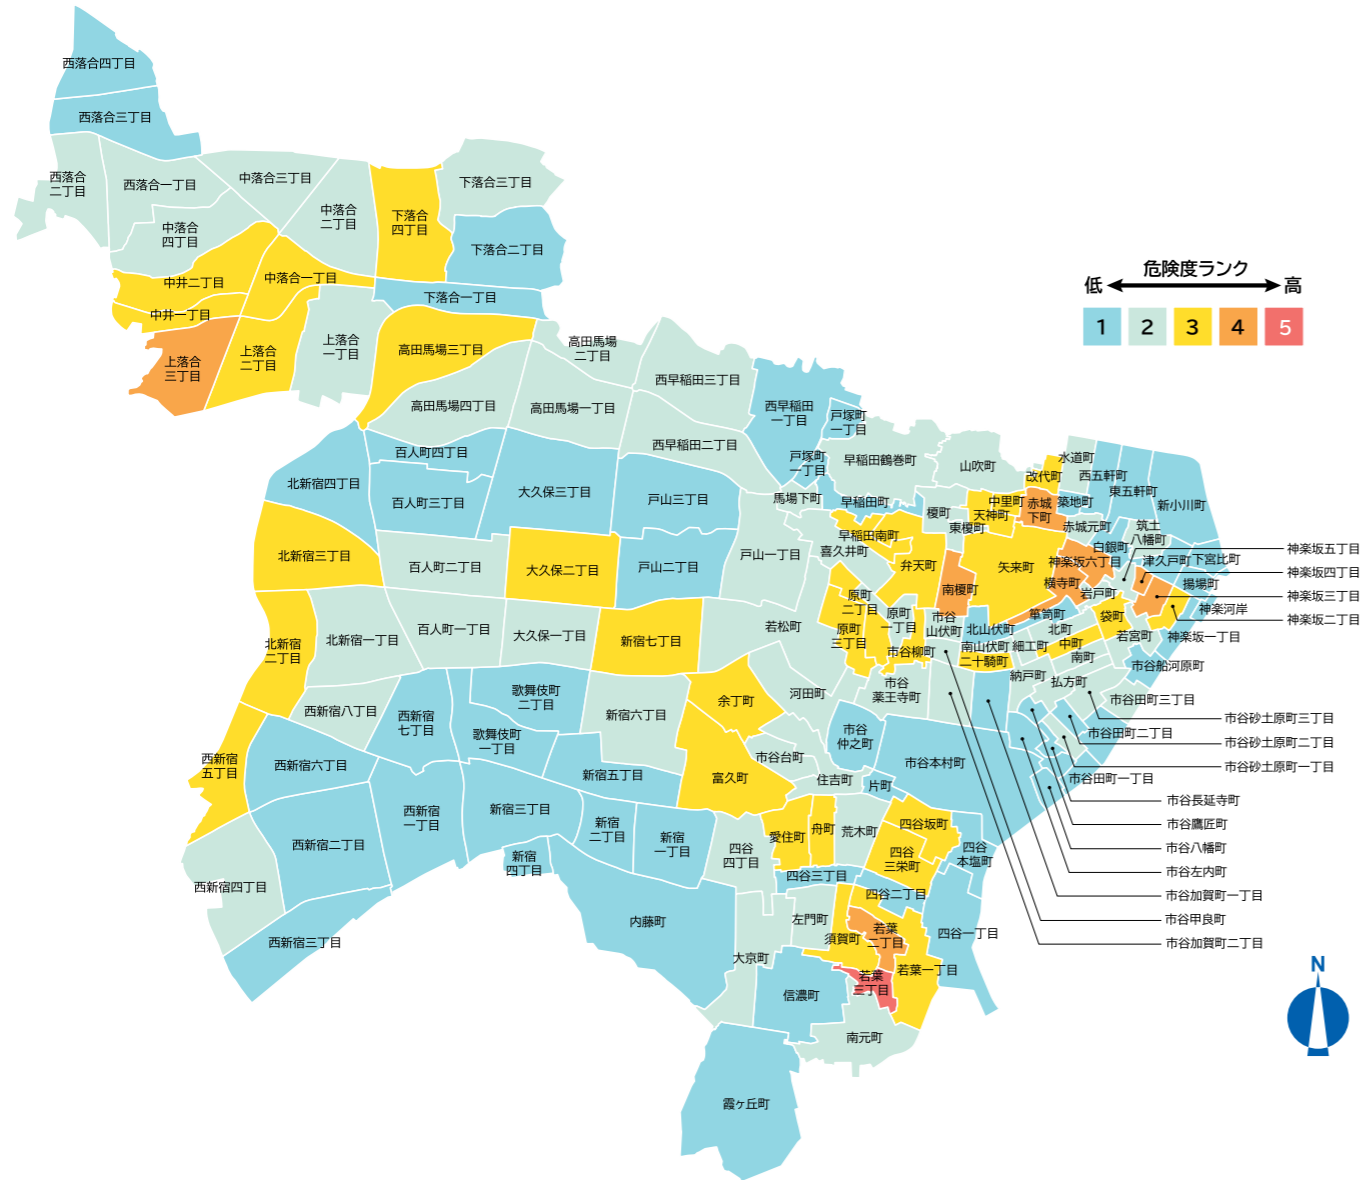 西落合四丁目
西落合三丁目
西落合
二丁目
西落合一丁目
中落合三丁目
中落合
二丁目
中落合
四丁目
下落合
四丁目
下落合三丁目
下落合二丁目
下落合一丁目
中井二丁目
中落合一丁目
中井一丁目
上落合
三丁目
上落合
二丁目
上落合
一丁目
危険度ランク
低
高
1
2
3
4
5
高田馬場三丁目
高田馬場
二丁目
高田馬場四丁目
高田馬場一丁目
西早稲田三丁目
西早稲田二丁目
西早稲田
一丁目
戸塚町
一丁目
戸塚町
一丁目
早稲田鶴巻町
山吹町
水道町
改代町
西五軒町
東五軒町
新小川町
百人町四丁目
百人町三丁目
北新宿四丁目
大久保三丁目
戸山三丁目
馬場下町
早稲田町
榎町
東榎町
中里町
天神町
赤城
下町
築地町
赤城元町
筑土
八幡町
白銀町
早稲田南町
喜久井町
弁天町
矢来町
神楽坂六丁目
津久戸町
下宮比町
神楽坂五丁目
神楽坂四丁目
神楽坂三丁目
神楽坂二丁目
揚場町
神楽河岸
神楽坂一丁目
北新宿三丁目
百人町二丁目
大久保二丁目
戸山二丁目
戸山一丁目
南榎町
横寺町
岩戸町
原町
二丁目
原町
一丁目
原町
三丁目
市谷
山伏町
北山伏町
箪笥町
袋町
若宮町
北町
中町
南町
細工町
南山伏町
二十騎町
市谷柳町
市谷船河原町
北新宿
二丁目
北新宿一丁目
百人町一丁目
大久保一丁目
新宿七丁目
若松町
納戸町
払方町
市谷田町三丁目
市谷砂土原町三丁目
市谷田町二丁目
市谷砂土原町二丁目
市谷砂土原町一丁目
市谷田町一丁目
市谷長延寺町
市谷鷹匠町
市谷八幡町
市谷左内町
市谷加賀町一丁目
市谷甲良町
市谷加賀町二丁目
西新宿八丁目
西新宿
七丁目
歌舞伎町
二丁目
歌舞伎町
一丁目
新宿六丁目
余丁町
河田町
市谷
薬王寺町
市谷
仲之町
市谷本村町
西新宿
五丁目
西新宿六丁目
新宿五丁目
富久町
市谷台町
住吉町
片町
西新宿二丁目
西新宿
一丁目
新宿三丁目
新宿
二丁目
新宿
一丁目
新宿
四丁目
四谷
四丁目
愛住町
舟町
荒木町
四谷坂町
四谷
三栄町
四谷
本塩町
四谷三丁目
四谷二丁目
西新宿四丁目
西新宿三丁目
内藤町
左門町
須賀町
若葉
二丁目
四谷一丁目
大京町
若葉一丁目
若葉
三丁目
信濃町
南元町
霞ヶ丘町
N